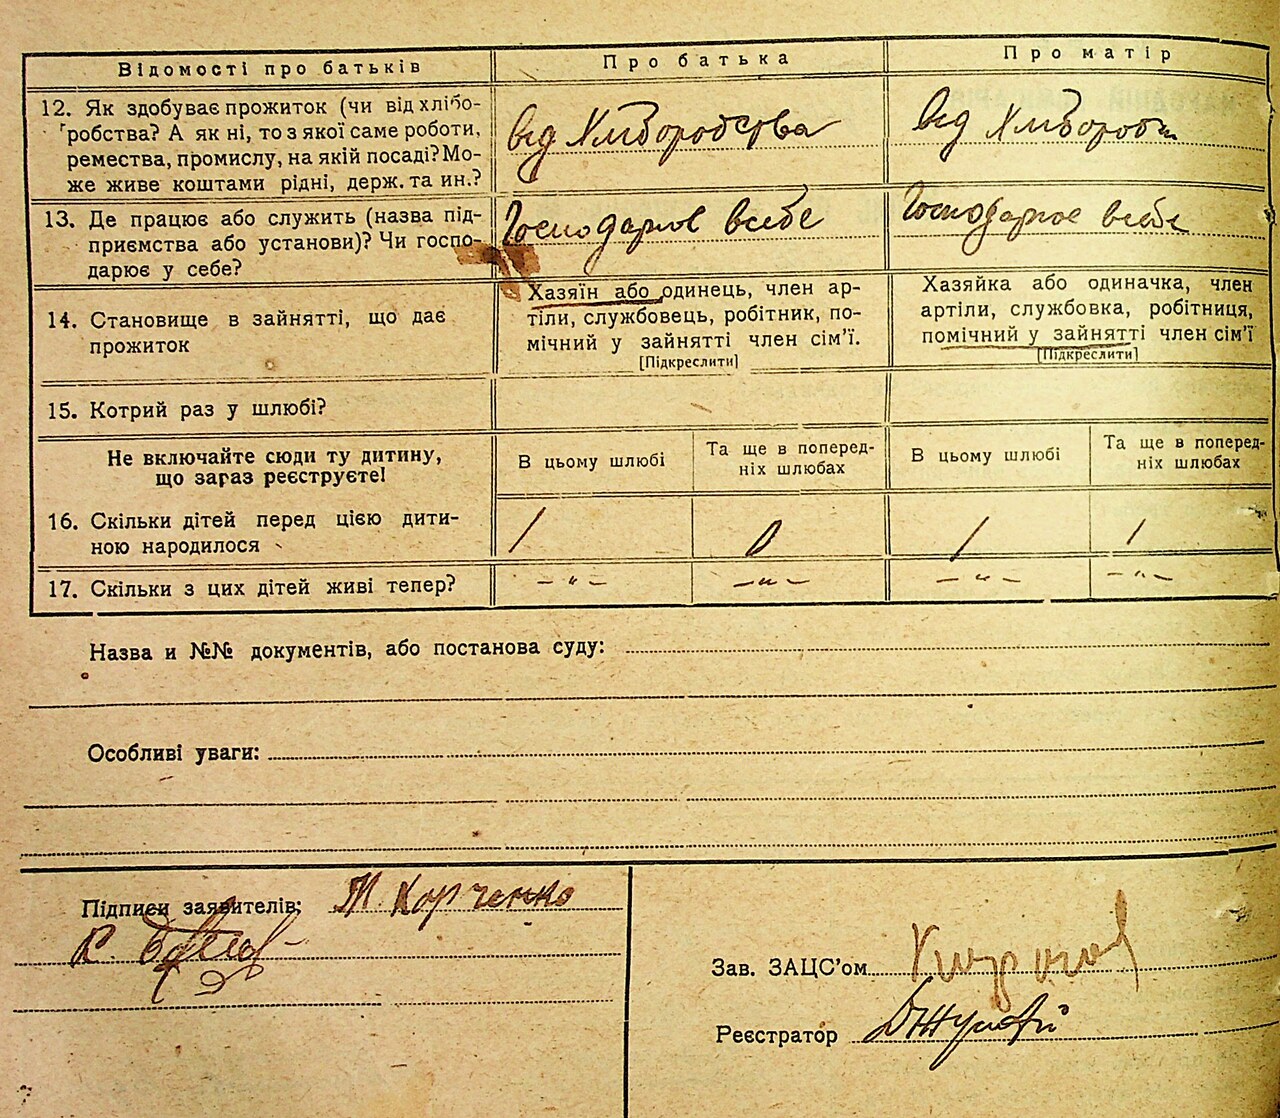 Відомості про батьків
Про батька
Про матір
12. Як здобуває прожиток (чи від хлібо-
робства? А як ні, то з якої саме роботи,
ремества, промислу, на якій посаді? Мо-
же живе коштами рідні, держ. та ин.?
від Хліборобства
від Хлібороб
13. Де працює або служить (назва під-
приємства або установи)? Чи госпо-
дарює у себе?
Господарює всебе
Господарює всебе
14. Становище в зайнятті, що дає
прожиток
Хазяїн або одинець, член ар-
тіли, службовець, робітник, по-
мічний у зайнятті член сім'ї.
[Підкреслити]
Хазяйка або одиначка, член
артіли, службовка, робітниця,
помічний у зайнятті член сім'ї
[Підкреслити]
15. Котрий раз у шлюбі?
Не включайте сюди ту дитину,
що зараз реєструєте!
В цьому шлюбі
Та ще в поперед-
ніх шлюбах
В цьому шлюбі
Та ще в поперед-
ніх шлюбах
16. Скільки дітей перед цією дити-
ною народилося
1
0
1
1
17. Скільки з цих дітей живі тепер?
–"–
–"–
–"–
–"–
Назва и №№ документів, або постанова суду:
Особливі уваги:
Підписи заявителів:
К.
Зав. ЗАЦС'ом
Реєстратор